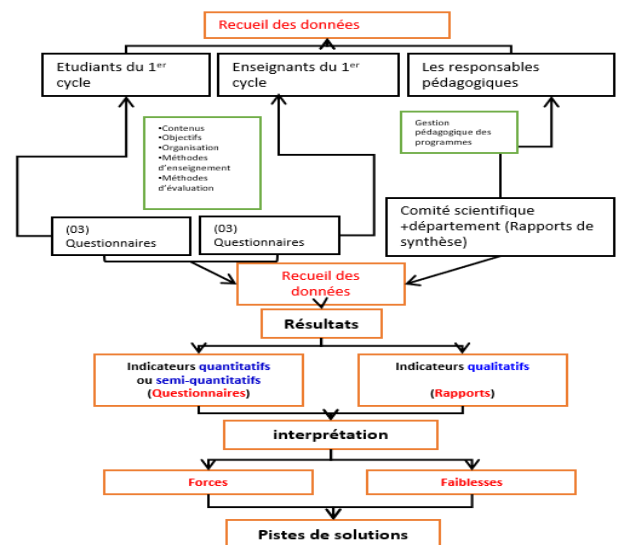 Recueil des données
Etudiants du 1er
cycle
Enseignants du 1er
cycle
Les responsables
pédagogiques
•Contenus
•Objectifs
•Organisation
•Méthodes
d'enseignement
•Méthodes
d'évaluation
Gestion
pédagogique des
programmes
(03)
Questionnaires
(03)
Questionnaires
Comité scientifique
+département (Rapports de
synthèse)
Recueil des
données
Résultats
Indicateurs quantitatifs
ou semi-quantitatifs
(Questionnaires)
Indicateurs qualitatifs
(Rapports)
interprétation
Forces
Faiblesses
Pistes de solutions